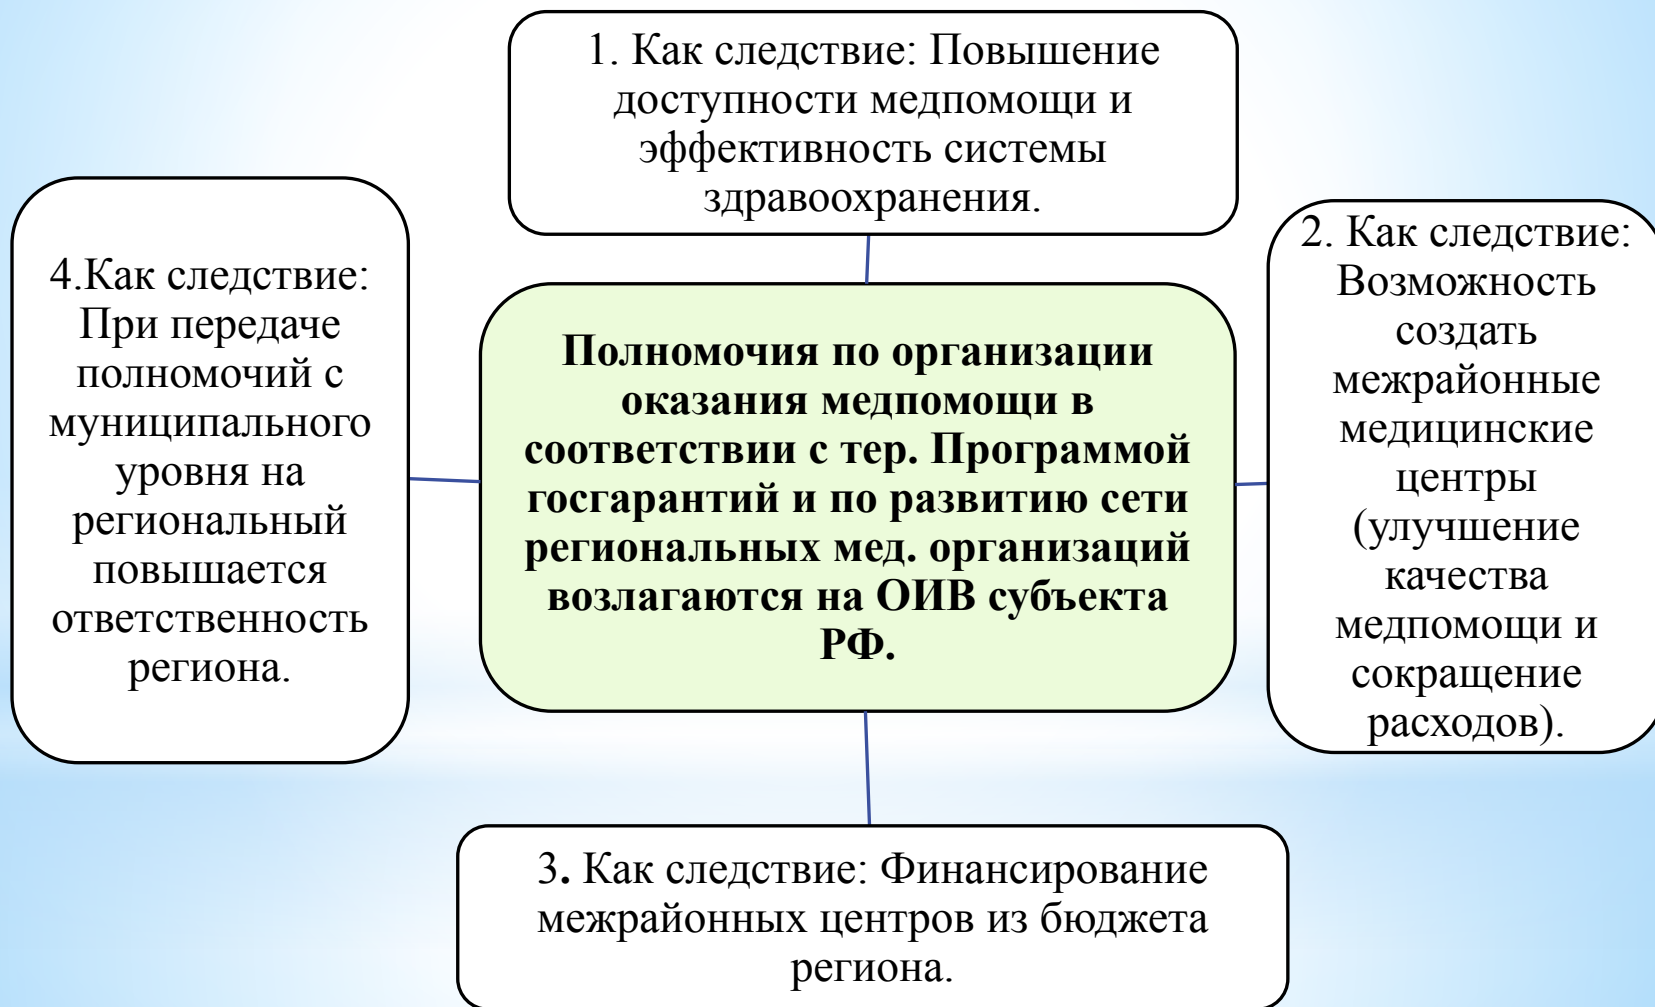 1. Как следствие: Повышение
доступности медпомощи и
эффективность системы
здравоохранения.
2. Как следствие:
Возможность
создать
межрайонные
медицинские
центры
(улучшение
качества
медпомощи и
сокращение
расходов).
4.Как следствие:
При передаче
полномочий с
муниципального
уровня на
региональный
повышается
ответственность
региона.
Полномочия по организации
оказания медпомощи в
соответствии с тер. Программой
госгарантий и по развитию сети
региональных мед. организаций
возлагаются на ОИВ субъекта
РФ.
3. Как следствие: Финансирование
межрайонных центров из бюджета
региона.